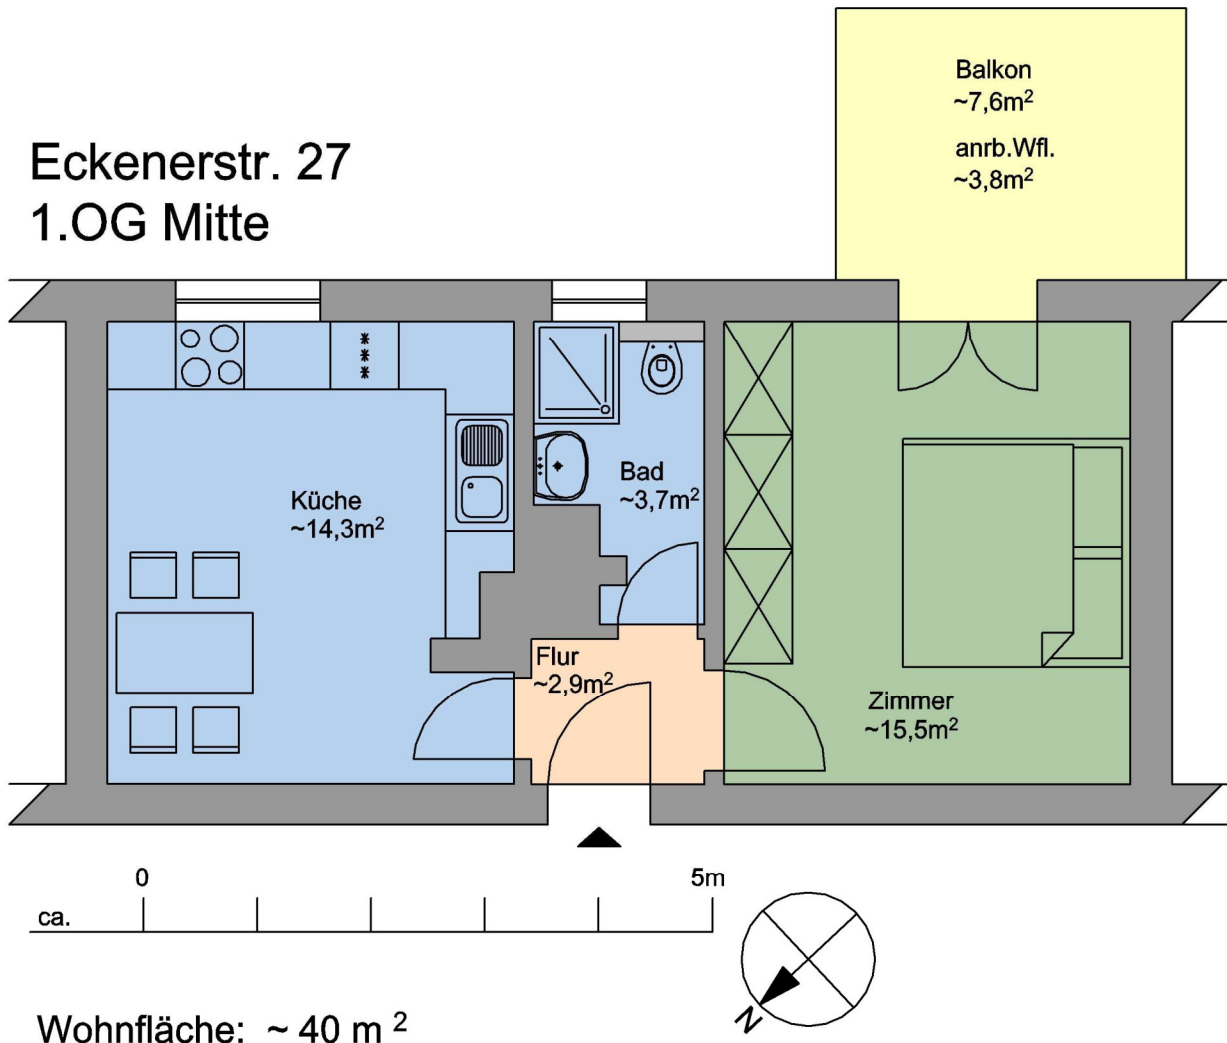 Balkon
~7,6m²
anrb.Wfl.
~3,8m²
Eckenerstr. 27
1.OG Mitte
Küche
~14,3m²
Bad
~3,7m²
Flur
~2,9m²
Zimmer
~15,5m²
0
5m
ca.
N
Wohnfläche: ~ 40 m ²